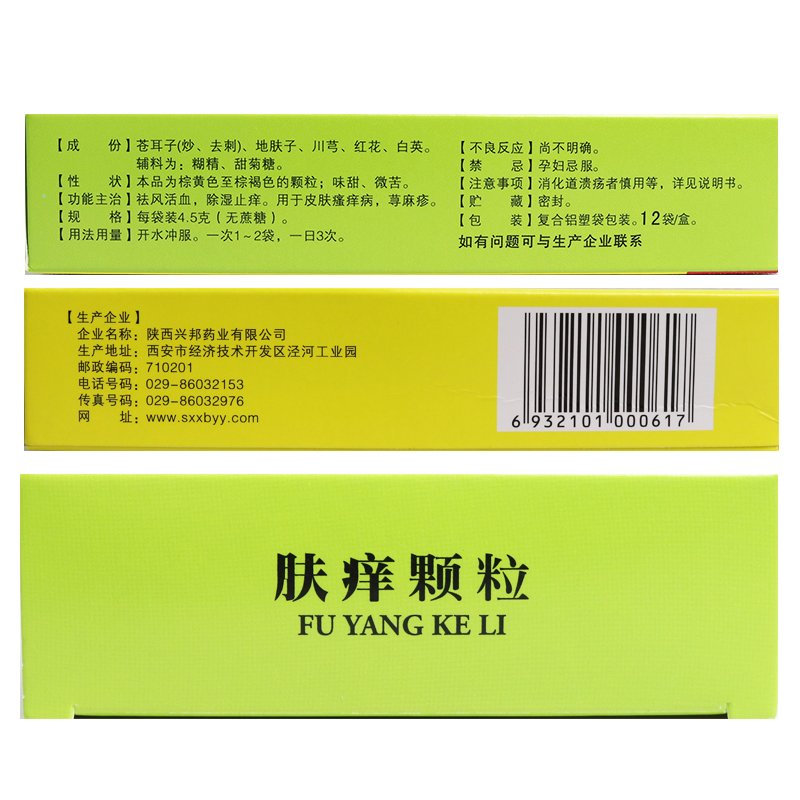 【成　份】苍耳子(炒、去刺)、地肤子、川芎、红花、白英。
辅料为：糊精、甜菊糖。
【性　状】本品为棕黄色至棕褐色的颗粒；味甜、微苦。
【功能主治】祛风活血，除湿止痒。用于皮肤瘙痒病，荨麻疹。
【规　格】每袋装4.5克(无蔗糖)。
【用法用量】开水冲服。一次1~2袋，一日3次。
【不良反应】尚不明确。
【禁　忌】孕妇忌服。
【注意事项】消化道溃疡者慎用等，详见说明书。
【贮　藏】密封。
【包　装】复合铝塑袋包装。12袋/盒。
如有问题可与生产企业联系
【生产企业】
企业名称：陕西兴邦药业有限公司
生产地址：西安市经济技术开发区泾河工业园
邮政编码：710201
电话号码：029-86032153
传真号码：029-86032976
网　址：www.sxxbyy.com
6 932101 000617
肤痒颗粒
FU YANG KE LI